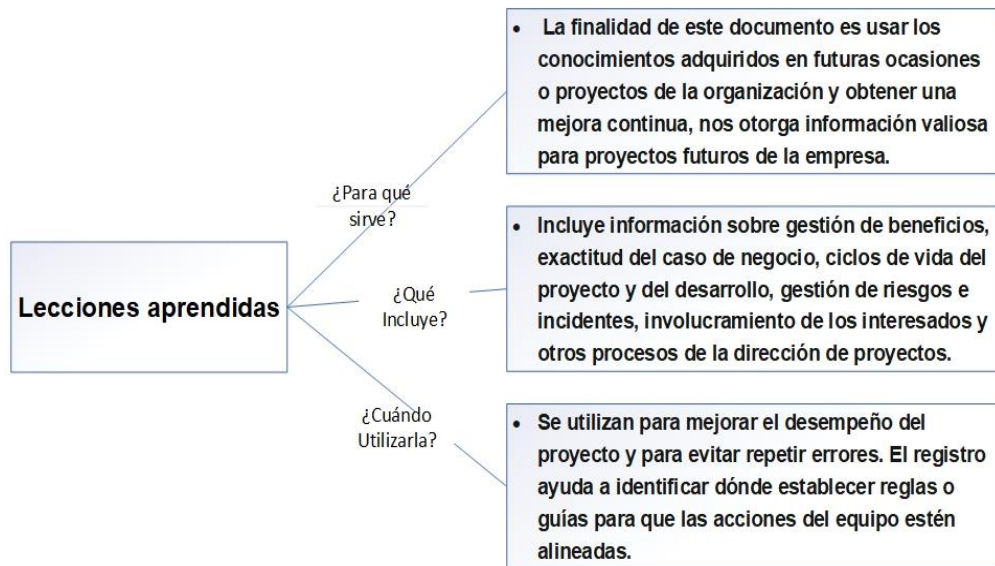 Lecciones aprendidas
¿Para qué
sirve?
• La finalidad de este documento es usar los
conocimientos adquiridos en futuras ocasiones
o proyectos de la organización y obtener una
mejora continua, nos otorga información valiosa
para proyectos futuros de la empresa.
¿Qué
Incluye?
• Incluye información sobre gestión de beneficios,
exactitud del caso de negocio, ciclos de vida del
proyecto y del desarrollo, gestión de riesgos e
incidentes, involucramiento de los interesados y
otros procesos de la dirección de proyectos.
¿Cuándo
Utilizarla?
• Se utilizan para mejorar el desempeño del
proyecto y para evitar repetir errores. El registro
ayuda a identificar dónde establecer reglas o
guías para que las acciones del equipo estén
alineadas.